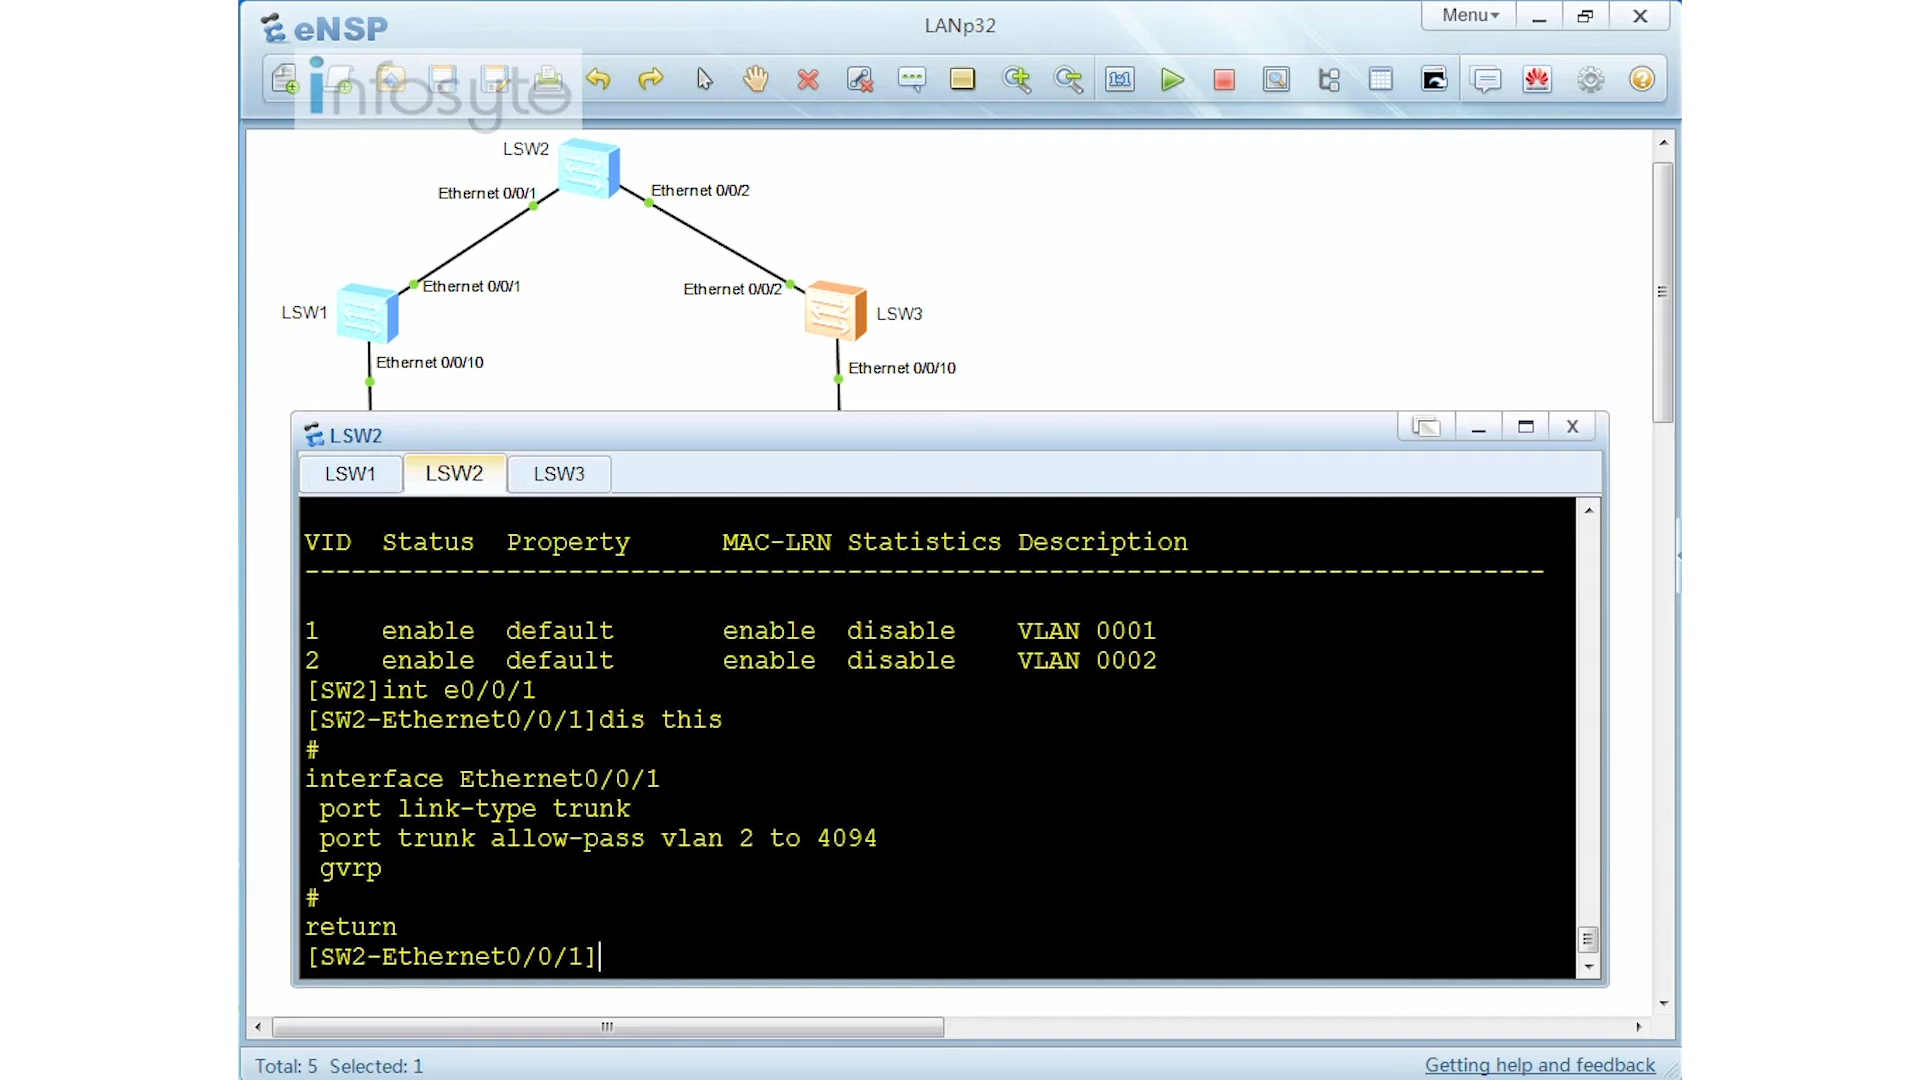 eNSP
LANp32
Menu
infosyte
LSW2
Ethernet 0/0/1
Ethernet 0/0/2
Ethernet 0/0/1
Ethernet 0/0/2
LSW1
LSW3
Ethernet 0/0/10
Ethernet 0/0/10
LSW2
LSW1 LSW2 LSW3
VID  Status  Property      MAC-LRN Statistics Description
--------------------------------------------------------------------------------
1    enable  default       enable  disable    VLAN 0001
2    enable  default       enable  disable    VLAN 0002
[SW2]int e0/0/1
[SW2-Ethernet0/0/1]dis this
#
interface Ethernet0/0/1
 port link-type trunk
 port trunk allow-pass vlan 2 to 4094
 gvrp
#
return
[SW2-Ethernet0/0/1]
Total: 5 Selected: 1
Getting help and feedback